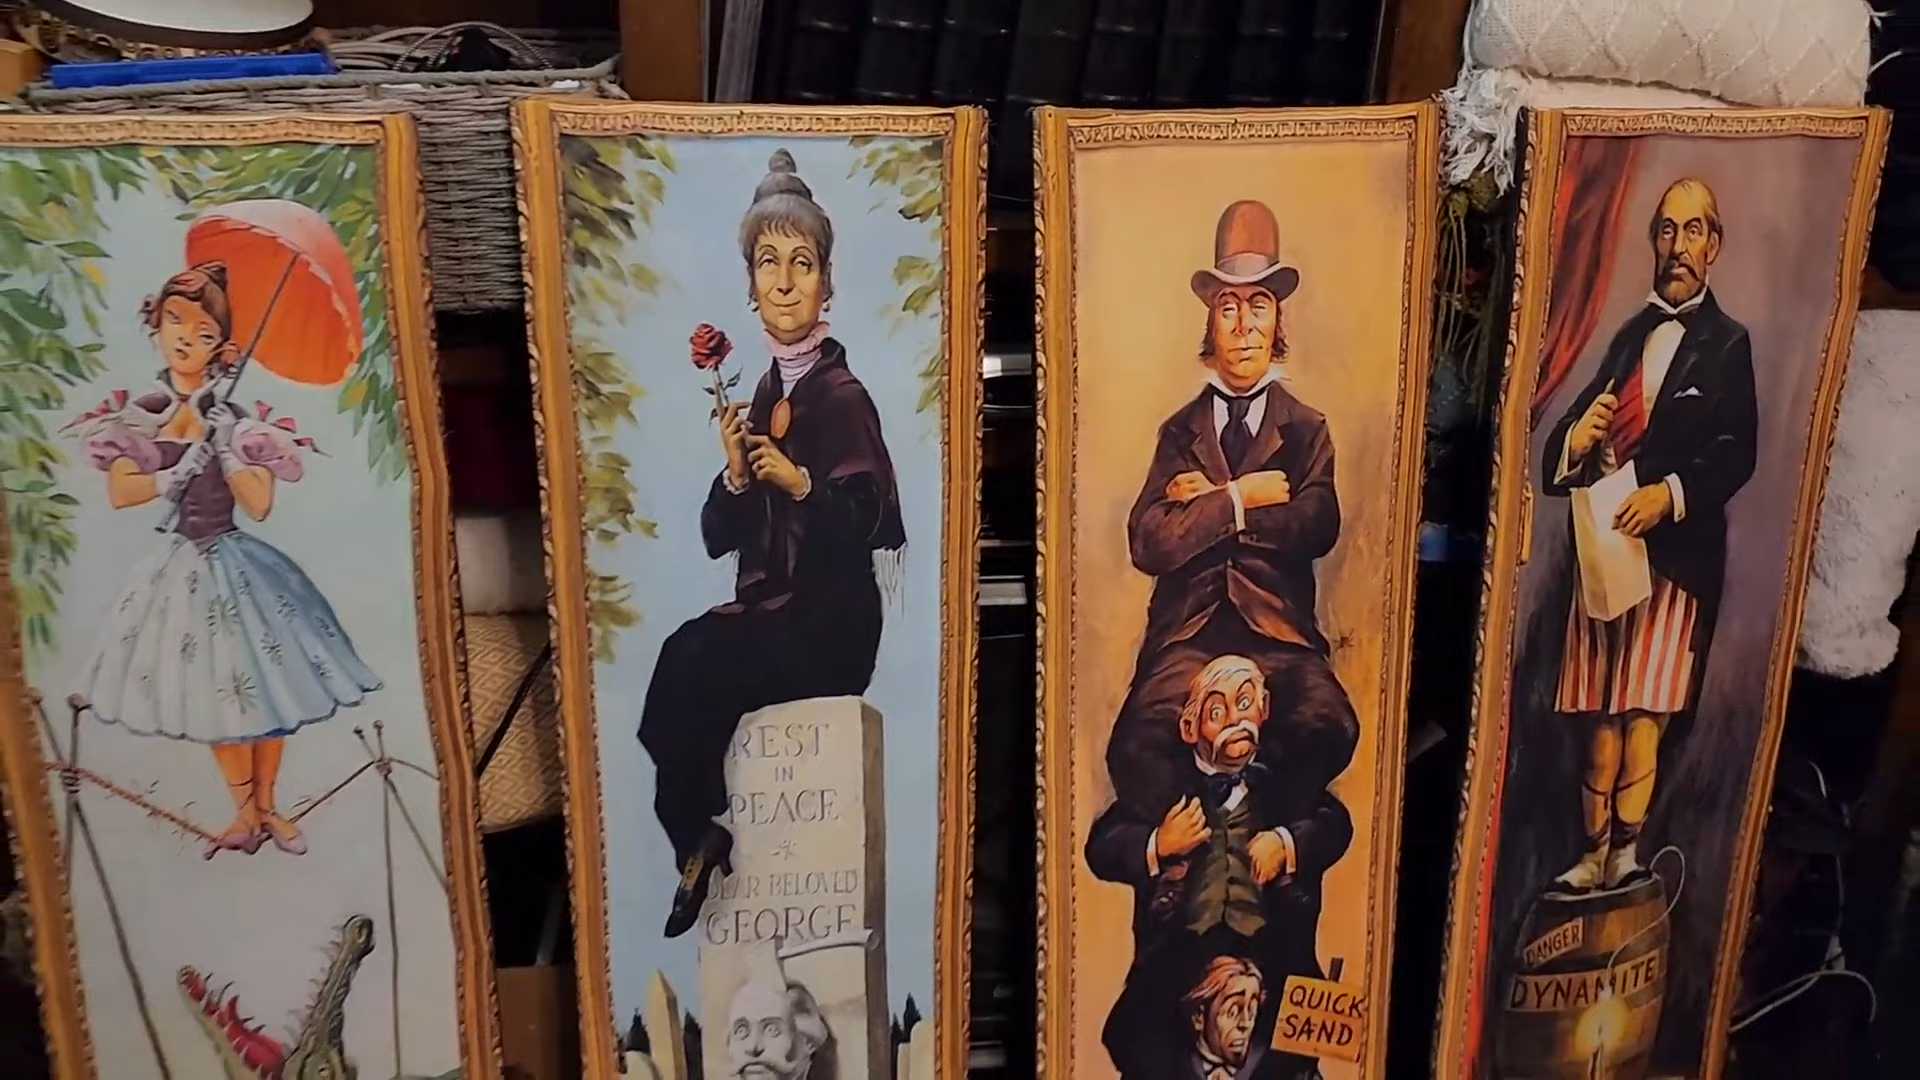 REST
IN
PEACE
DEAR BELOVED
GEORGE
QUICK
SAND
DANGER
DYNAMITE